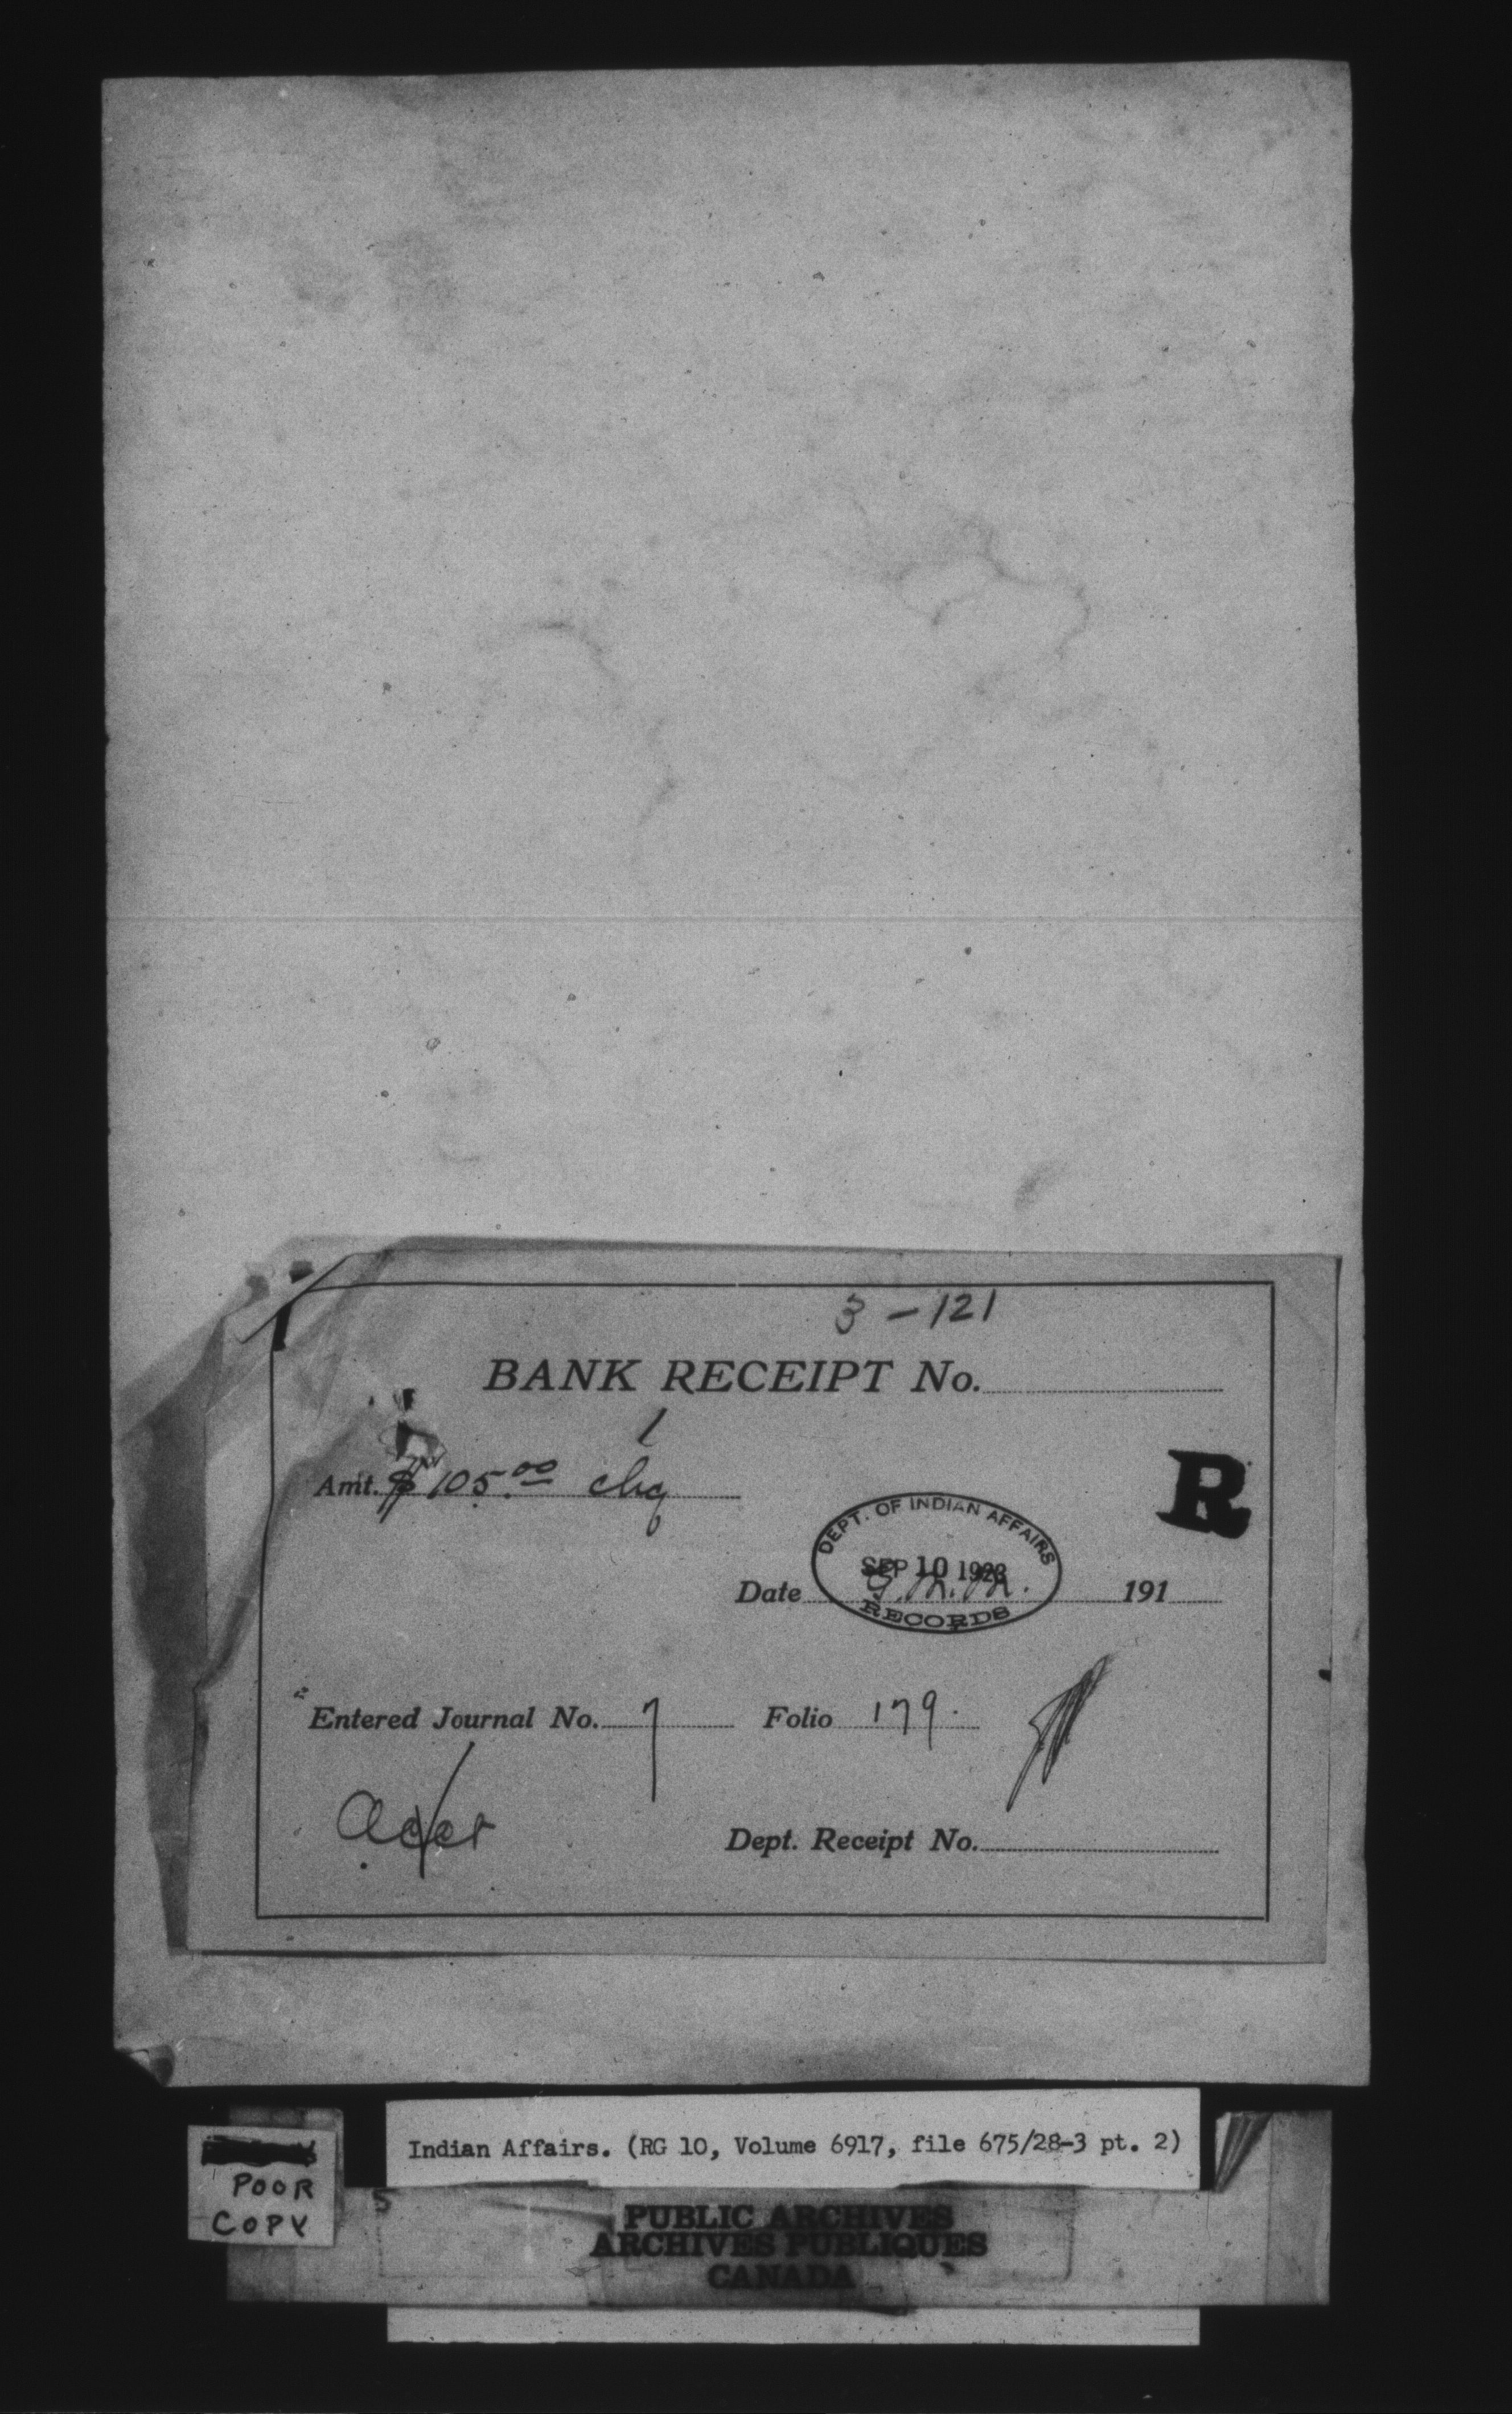 3-121
BANK RECEIPT No.
Amt. $ 105.00 chq
R
DEPT. OF INDIAN AFFAIRS
SEP 10 1923
RECORDS
Date 191
Entered Journal No. 7 Folio 179.
Dept. Receipt No.
Indian Affairs. (RG 10, Volume 6917, file 675/28-3 pt. 2)
POOR
COPY
PUBLIC ARCHIVES
ARCHIVES PUBLIQUES
CANADA